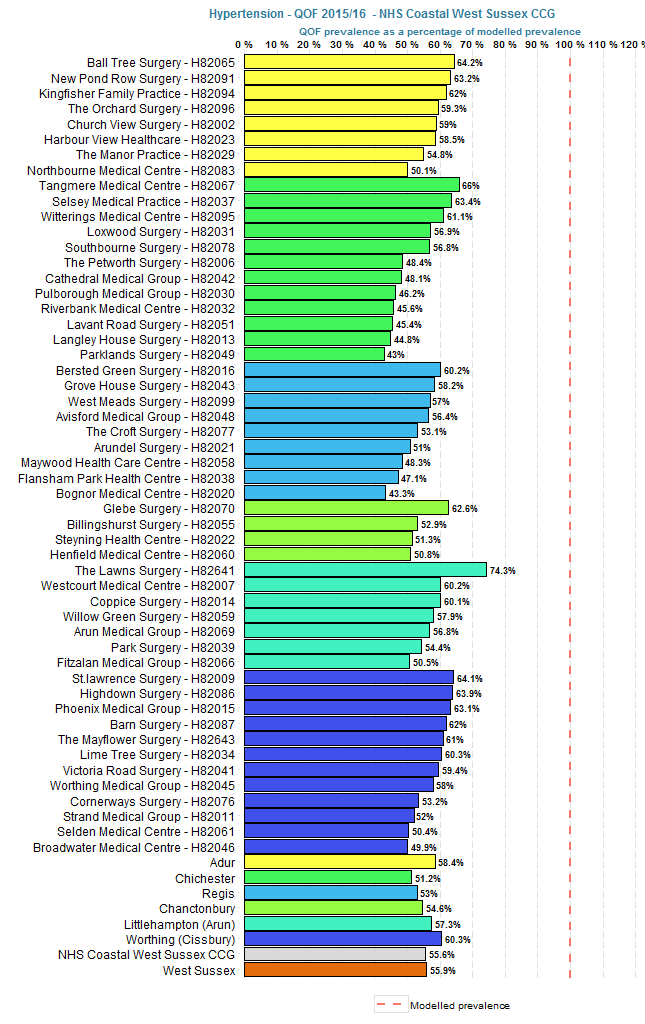 Hypertension - QOF 2015/16 - NHS Coastal West Sussex CCG
QOF prevalence as a percentage of modelled prevalence
0 % 10 % 20 % 30 % 40 % 50 % 60 % 70 % 80 % 90 % 100 % 110 % 120 %
Ball Tree Surgery - H82065 64.2%
New Pond Row Surgery - H82091 63.2%
Kingfisher Family Practice - H82094 62%
The Orchard Surgery - H82096 59.3%
Church View Surgery - H82002 59%
Harbour View Healthcare - H82023 58.5%
The Manor Practice - H82029 54.8%
Northbourne Medical Centre - H82083 50.1%
Tangmere Medical Centre - H82067 66%
Selsey Medical Practice - H82037 63.4%
Witterings Medical Centre - H82095 61.1%
Loxwood Surgery - H82031 56.9%
Southbourne Surgery - H82078 56.8%
The Petworth Surgery - H82006 48.4%
Cathedral Medical Group - H82042 48.1%
Pulborough Medical Group - H82030 46.2%
Riverbank Medical Centre - H82032 45.6%
Lavant Road Surgery - H82051 45.4%
Langley House Surgery - H82013 44.8%
Parklands Surgery - H82049 43%
Bersted Green Surgery - H82016 60.2%
Grove House Surgery - H82043 58.2%
West Meads Surgery - H82099 57%
Avisford Medical Group - H82048 56.4%
The Croft Surgery - H82077 53.1%
Arundel Surgery - H82021 51%
Maywood Health Care Centre - H82058 48.3%
Flansham Park Health Centre - H82038 47.1%
Bognor Medical Centre - H82020 43.3%
Glebe Surgery - H82070 62.6%
Billingshurst Surgery - H82055 52.9%
Steyning Health Centre - H82022 51.3%
Henfield Medical Centre - H82060 50.8%
The Lawns Surgery - H82641 74.3%
Westcourt Medical Centre - H82007 60.2%
Coppice Surgery - H82014 60.1%
Willow Green Surgery - H82059 57.9%
Arun Medical Group - H82069 56.8%
Park Surgery - H82039 54.4%
Fitzalan Medical Group - H82066 50.5%
St.lawrence Surgery - H82009 64.1%
Highdown Surgery - H82086 63.9%
Phoenix Medical Group - H82015 63.1%
Barn Surgery - H82087 62%
The Mayflower Surgery - H82643 61%
Lime Tree Surgery - H82034 60.3%
Victoria Road Surgery - H82041 59.4%
Worthing Medical Group - H82045 58%
Cornerways Surgery - H82076 53.2%
Strand Medical Group - H82011 52%
Selden Medical Centre - H82061 50.4%
Broadwater Medical Centre - H82046 49.9%
Adur 58.4%
Chichester 51.2%
Regis 53%
Chanctonbury 54.6%
Littlehampton (Arun) 57.3%
Worthing (Cissbury) 60.3%
NHS Coastal West Sussex CCG 55.6%
West Sussex 55.9%
Modelled prevalence